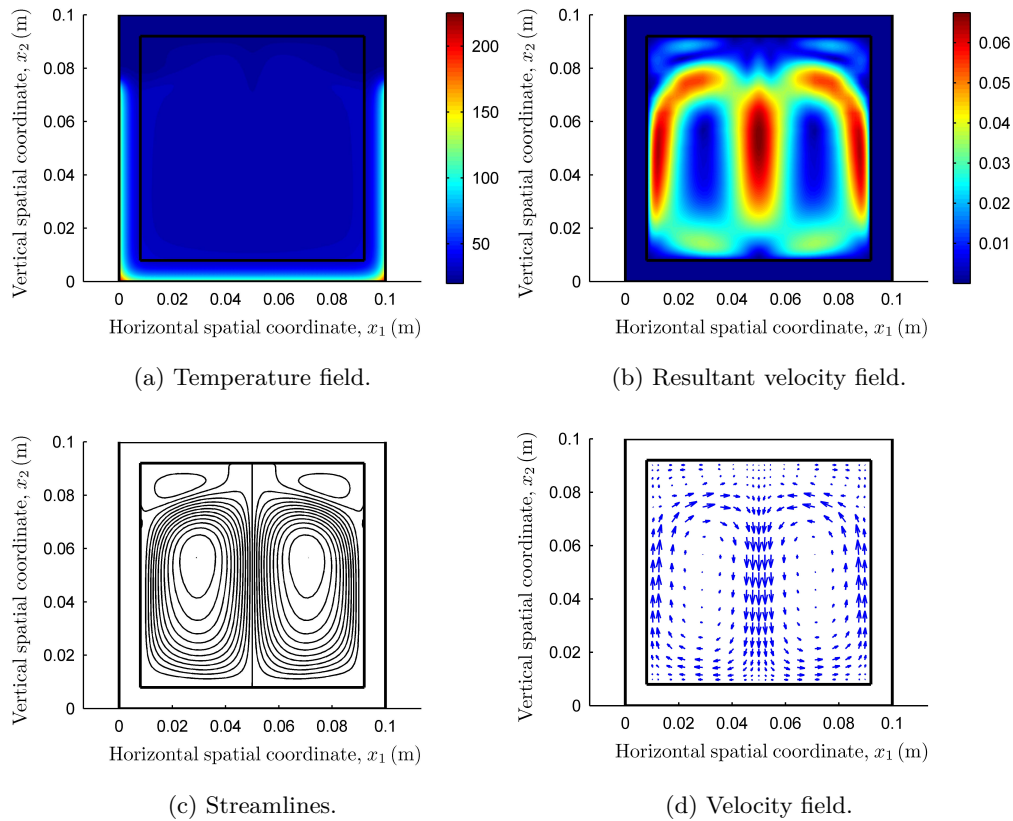 0.1
0.08
0.06
0.04
0.02
0
Vertical spatial coordinate, x₂ (m)
0 0.02 0.04 0.06 0.08 0.1
Horizontal spatial coordinate, x₁ (m)
200
150
100
50
(a) Temperature field.
0.1
0.08
0.06
0.04
0.02
0
Vertical spatial coordinate, x₂ (m)
0 0.02 0.04 0.06 0.08 0.1
Horizontal spatial coordinate, x₁ (m)
0.06
0.05
0.04
0.03
0.02
0.01
(b) Resultant velocity field.
0.1
0.08
0.06
0.04
0.02
0
Vertical spatial coordinate, x₂ (m)
0 0.02 0.04 0.06 0.08 0.1
Horizontal spatial coordinate, x₁ (m)
(c) Streamlines.
0.1
0.08
0.06
0.04
0.02
0
Vertical spatial coordinate, x₂ (m)
0 0.02 0.04 0.06 0.08 0.1
Horizontal spatial coordinate, x₁ (m)
(d) Velocity field.